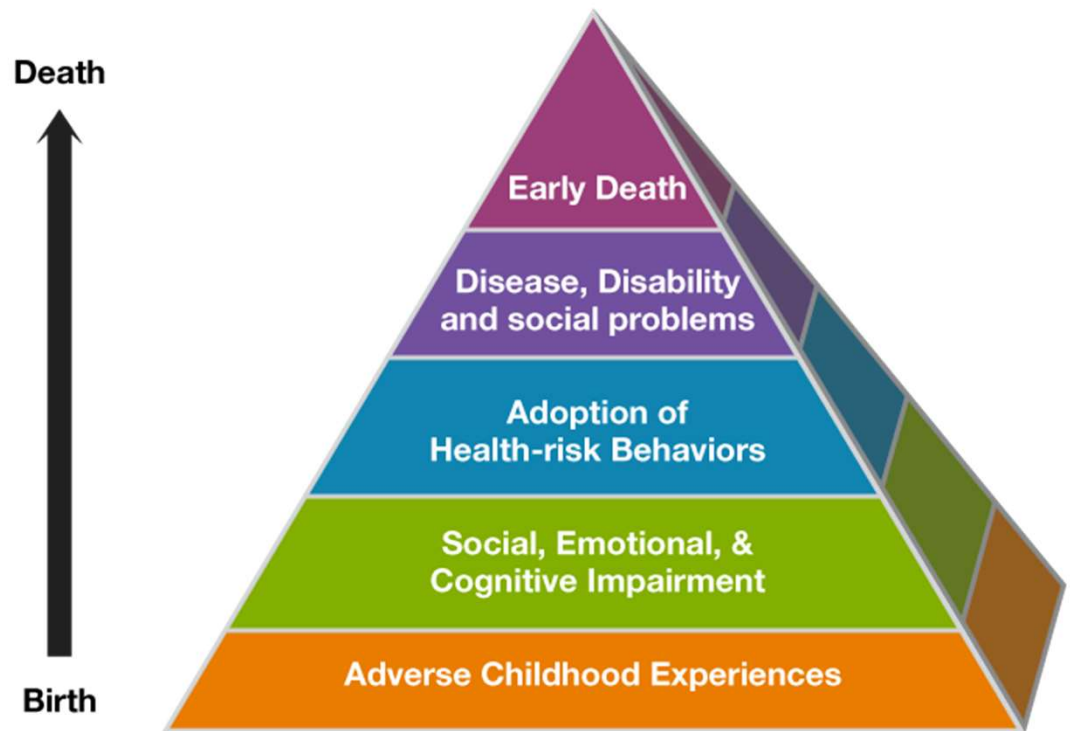 Death
Early Death
Disease, Disability
and social problems
Adoption of
Health-risk Behaviors
Social, Emotional, &
Cognitive Impairment
Adverse Childhood Experiences
Birth